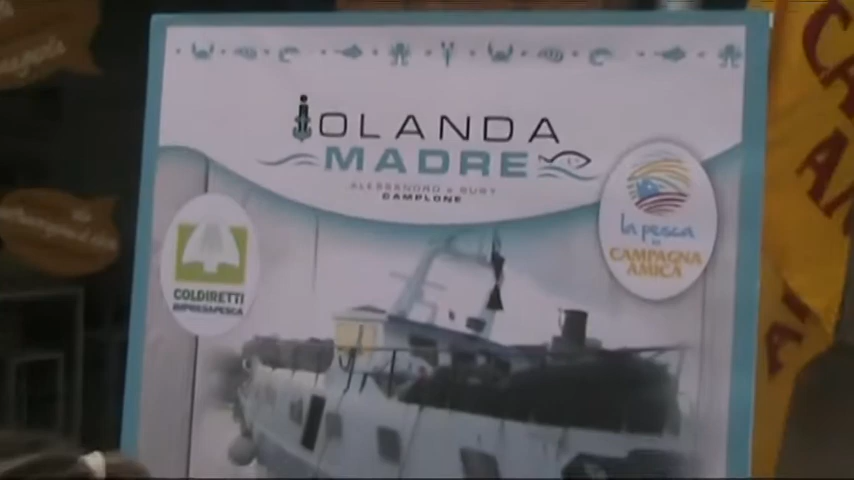 IOLANDA
MADRE
ALESSANDRO e RUBY
CAMPLONE
COLDIRETTI
IMPRESAPESCA
la pesca
di
CAMPAGNA
AMICA